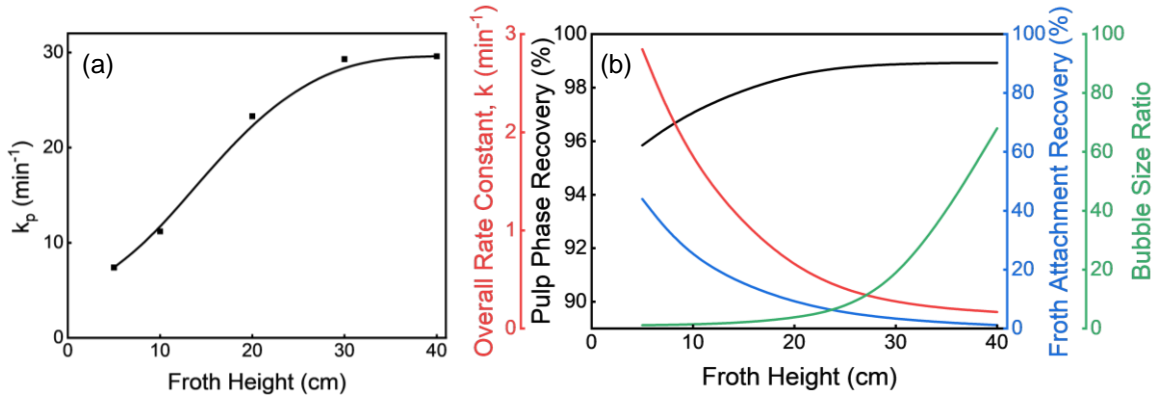 (a)
30
20
10
0
k_p (min⁻¹)
0 10 20 30 40
Froth Height (cm)
(b)
Overall Rate Constant, k (min⁻¹)
3
2
1
0
Pulp Phase Recovery (%)
100
98
96
94
92
90
0 10 20 30 40
Froth Height (cm)
100
80
60
40
20
0
Froth Attachment Recovery (%)
100
80
60
40
20
0
Bubble Size Ratio